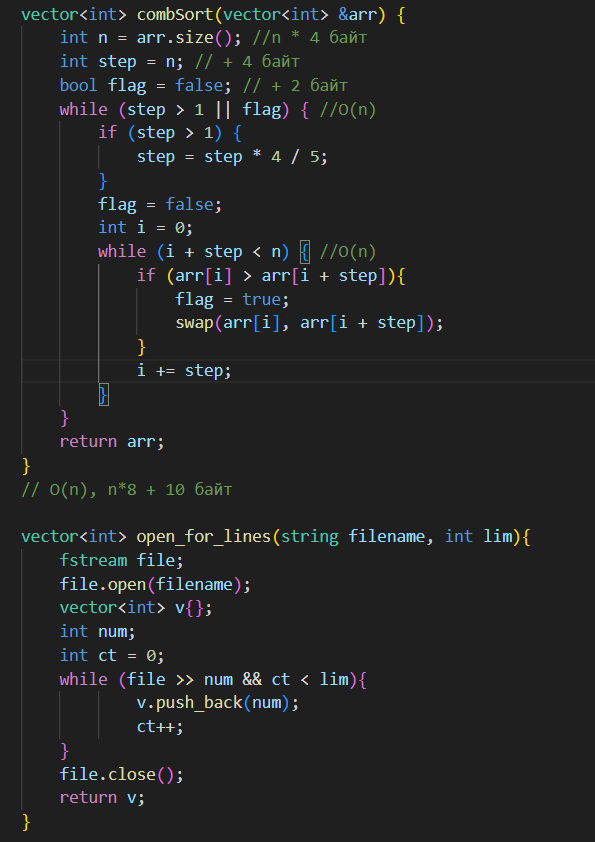 vector<int> combSort(vector<int> &arr) {
    int n = arr.size(); //n * 4 байт
    int step = n; // + 4 байт
    bool flag = false; // + 2 байт
    while (step > 1 || flag) { //O(n)
        if (step > 1) {
            step = step * 4 / 5;
        }
        flag = false;
        int i = 0;
        while (i + step < n) { //O(n)
            if (arr[i] > arr[i + step]){
                flag = true;
                swap(arr[i], arr[i + step]);
            }
            i += step;
        }
    }
    return arr;
}
// O(n), n*8 + 10 байт

vector<int> open_for_lines(string filename, int lim){
    fstream file;
    file.open(filename);
    vector<int> v{};
    int num;
    int ct = 0;
    while (file >> num && ct < lim){
            v.push_back(num);
            ct++;
    }
    file.close();
    return v;
}